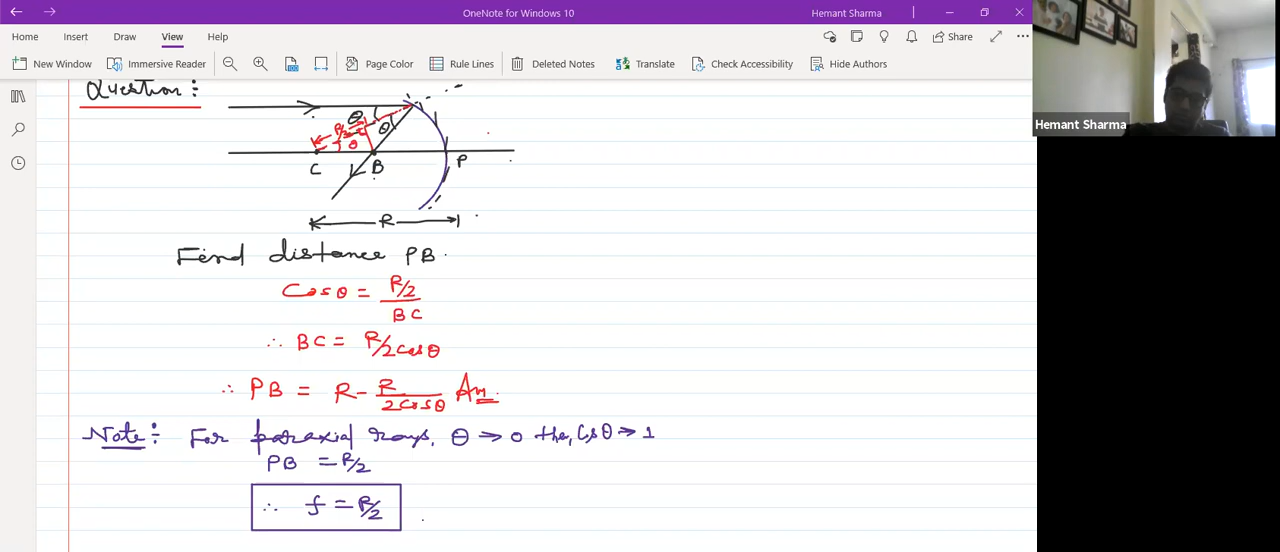 OneNote for Windows 10
Hemant Sharma
Home Insert Draw View Help
Share
New Window Immersive Reader Page Color Rule Lines Deleted Notes Translate Check Accessibility Hide Authors
Question :-
Hemant Sharma
θ
R/2 θ
θ
C B P
R
Find distance PB.
Cosθ = R/2 / BC
∴ BC = R/2cosθ
∴ PB = R - R / 2cosθ Ans.
Note :- For paraxial rays, θ → 0 the, Cosθ → 1
PB = R/2
∴ f = R/2